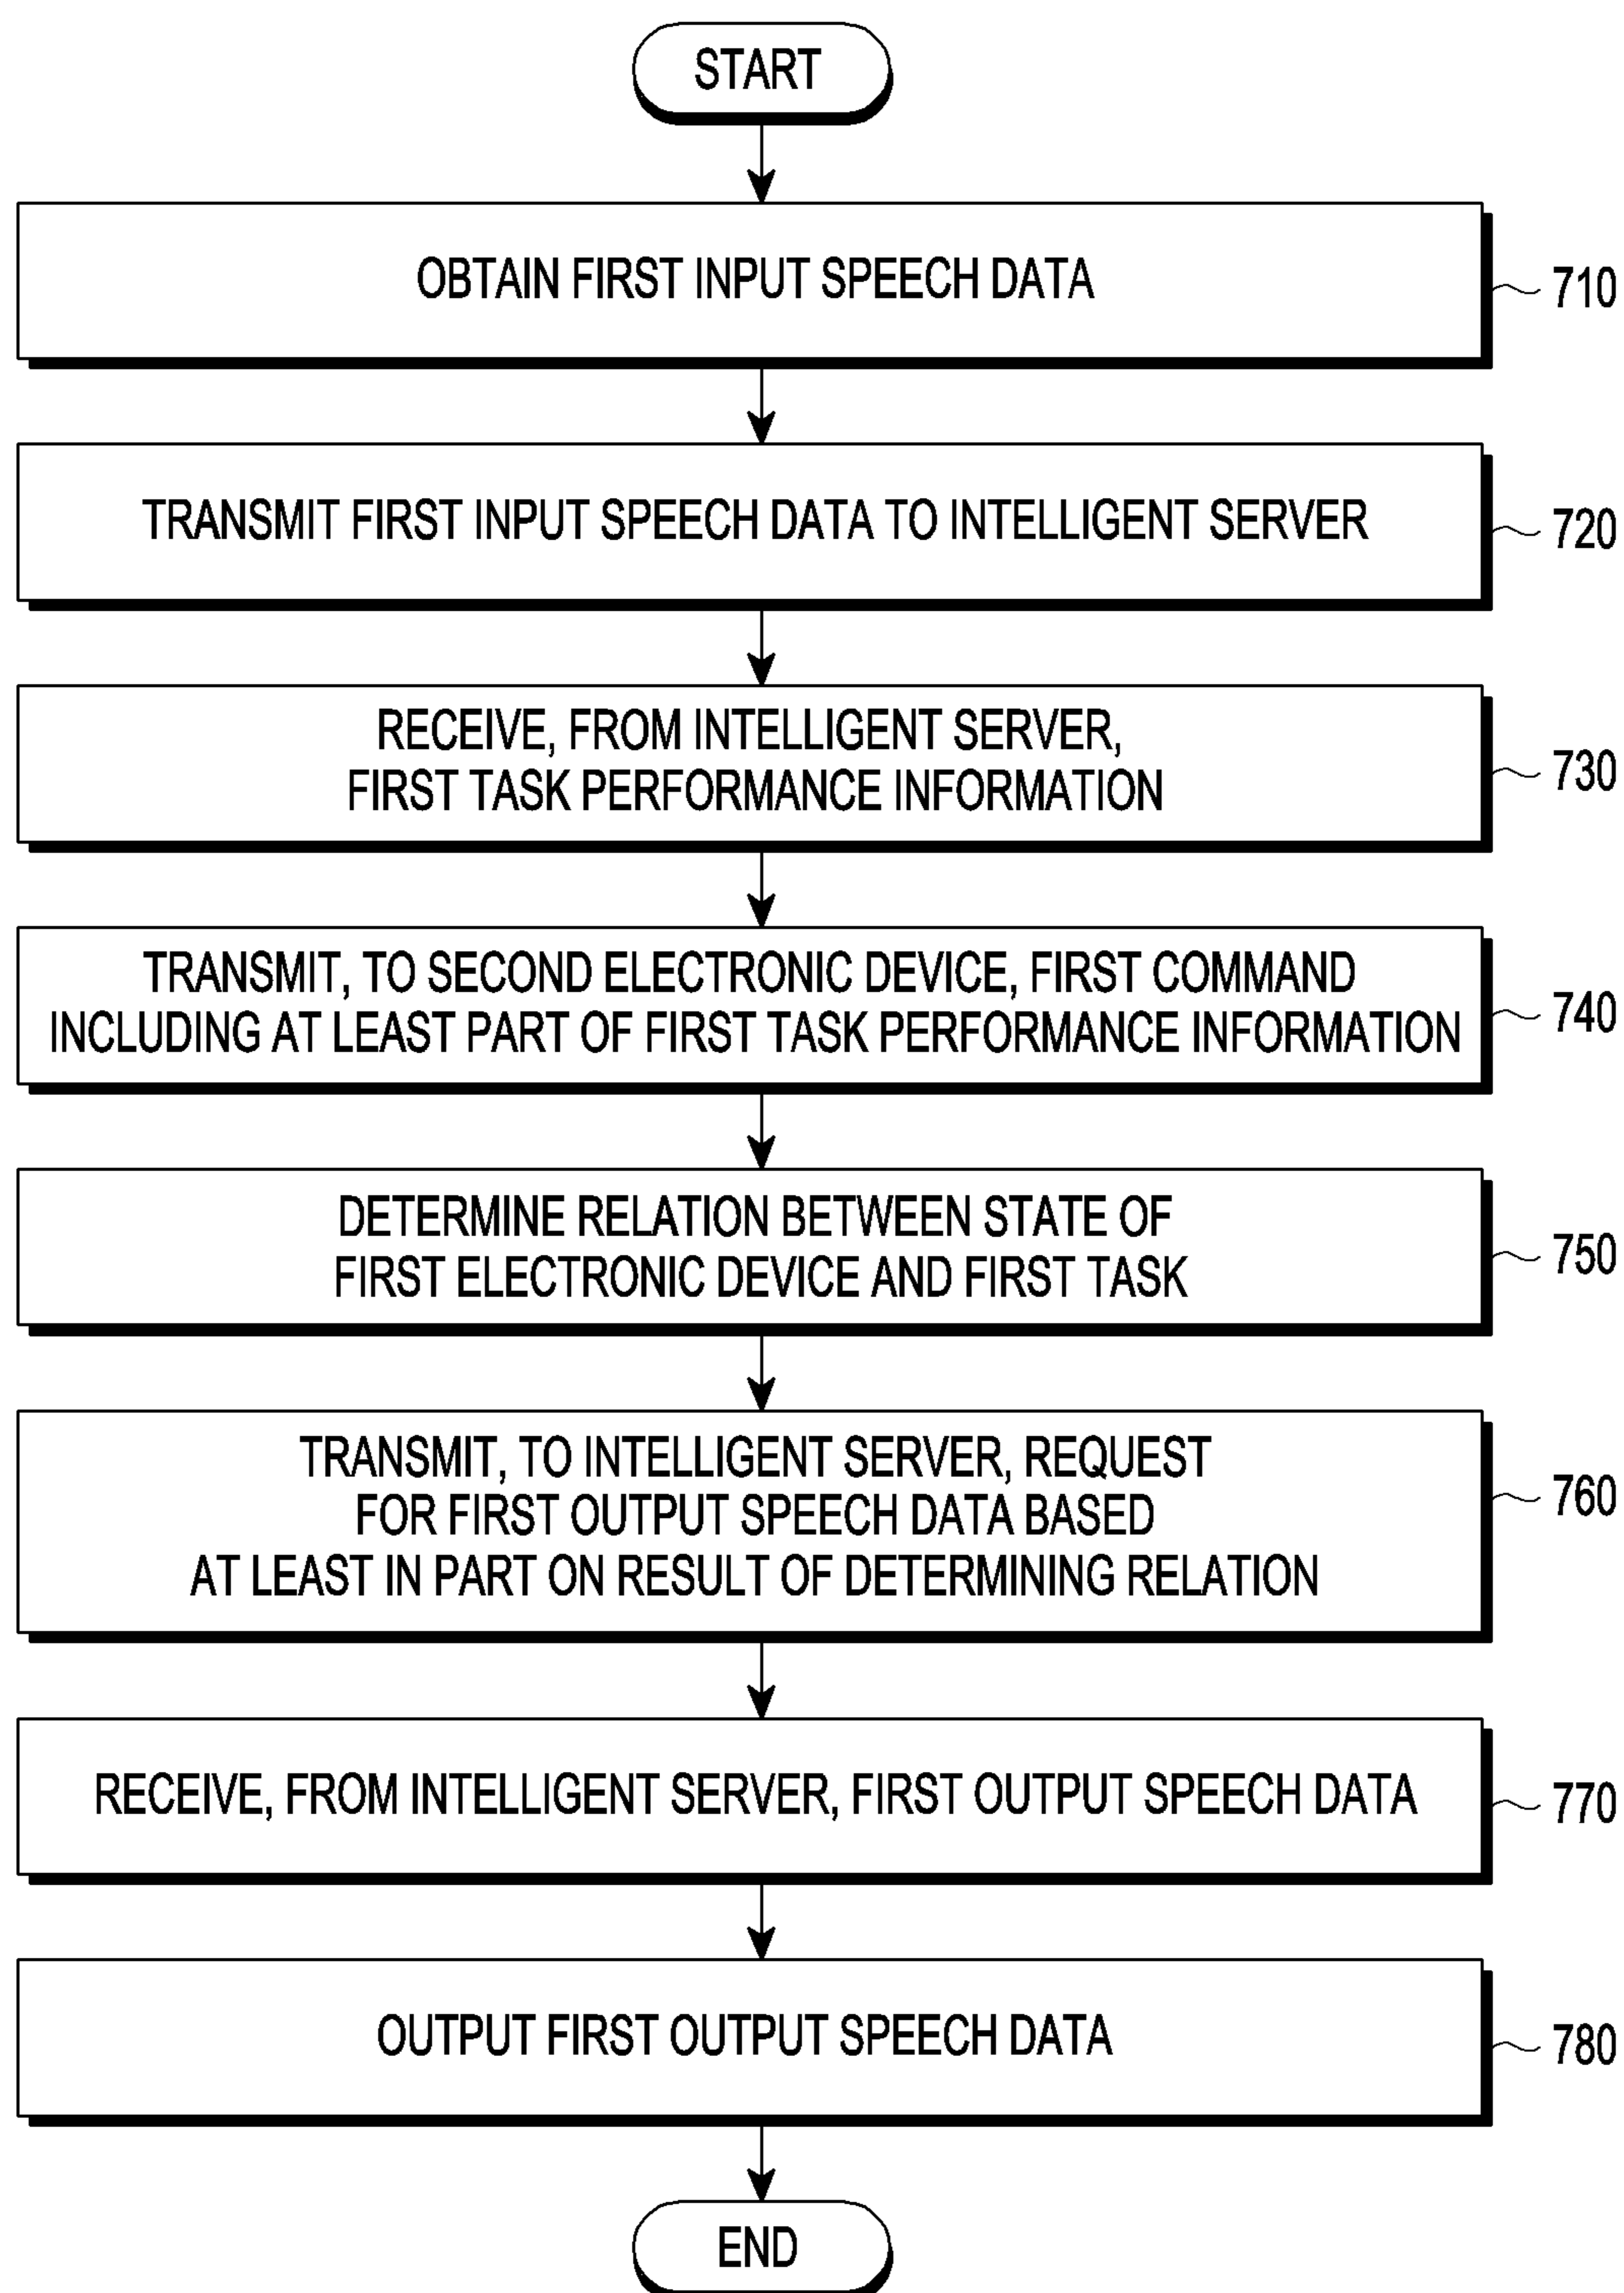 START
OBTAIN FIRST INPUT SPEECH DATA
710
TRANSMIT FIRST INPUT SPEECH DATA TO INTELLIGENT SERVER
720
RECEIVE, FROM INTELLIGENT SERVER,
FIRST TASK PERFORMANCE INFORMATION
730
TRANSMIT, TO SECOND ELECTRONIC DEVICE, FIRST COMMAND
INCLUDING AT LEAST PART OF FIRST TASK PERFORMANCE INFORMATION
740
DETERMINE RELATION BETWEEN STATE OF
FIRST ELECTRONIC DEVICE AND FIRST TASK
750
TRANSMIT, TO INTELLIGENT SERVER, REQUEST
FOR FIRST OUTPUT SPEECH DATA BASED
AT LEAST IN PART ON RESULT OF DETERMINING RELATION
760
RECEIVE, FROM INTELLIGENT SERVER, FIRST OUTPUT SPEECH DATA
770
OUTPUT FIRST OUTPUT SPEECH DATA
780
END